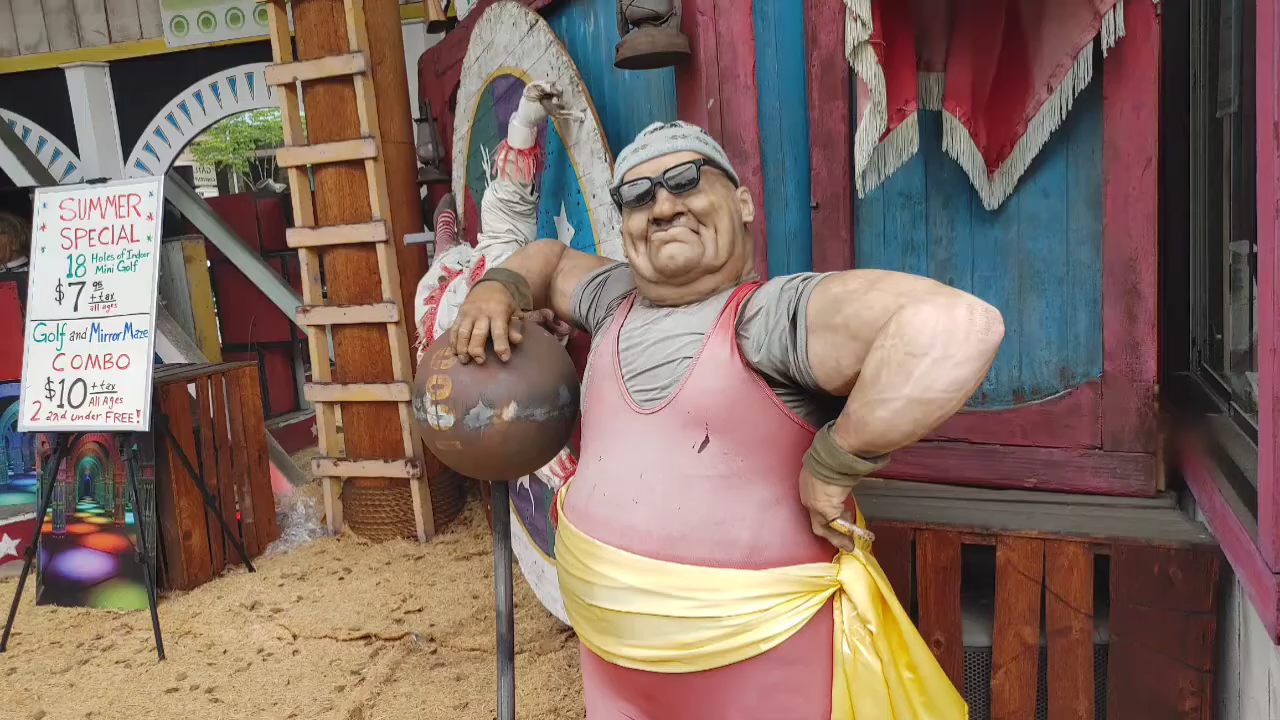 SUMMER
SPECIAL
18 Holes of Indoor
Mini Golf
$7 95
+ tax
all ages
Golf and Mirror Maze
COMBO
$10 + tax
All Ages
2 and under FREE!